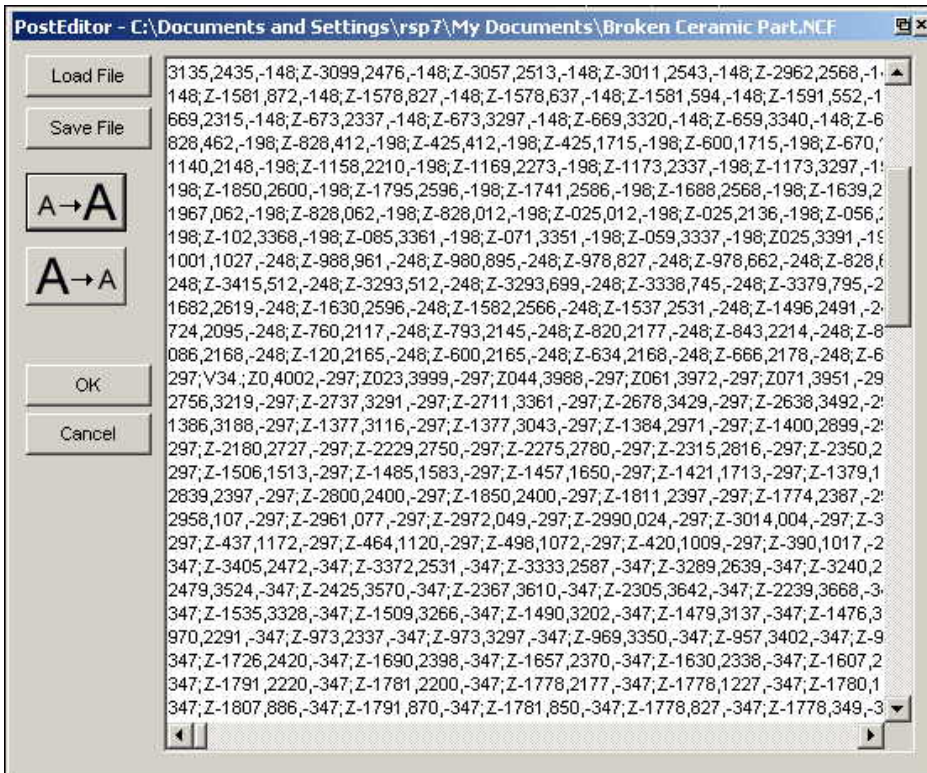 PostEditor - C:\Documents and Settings\rsp7\My Documents\Broken Ceramic Part.NCF
Load File
Save File
A→A
A→A
OK
Cancel
3135,2435,-148;Z-3099,2476,-148;Z-3057,2513,-148;Z-3011,2543,-148;Z-2962,2568,-1
148;Z-1581,872,-148;Z-1578,827,-148;Z-1578,637,-148;Z-1581,594,-148;Z-1591,552,-1
669,2315,-148;Z-673,2337,-148;Z-673,3297,-148;Z-669,3320,-148;Z-659,3340,-148;Z-6
828,462,-198;Z-828,412,-198;Z-425,412,-198;Z-425,1715,-198;Z-600,1715,-198;Z-670,
1140,2148,-198;Z-1158,2210,-198;Z-1169,2273,-198;Z-1173,2337,-198;Z-1173,3297,-1
198;Z-1850,2600,-198;Z-1795,2596,-198;Z-1741,2586,-198;Z-1688,2568,-198;Z-1639,2
1967,062,-198;Z-828,062,-198;Z-828,012,-198;Z-025,012,-198;Z-025,2136,-198;Z-056,
198;Z-102,3368,-198;Z-085,3361,-198;Z-071,3351,-198;Z-059,3337,-198;Z025,3391,-19
1001,1027,-248;Z-988,961,-248;Z-980,895,-248;Z-978,827,-248;Z-978,662,-248;Z-828,
248;Z-3415,512,-248;Z-3293,512,-248;Z-3293,699,-248;Z-3338,745,-248;Z-3379,795,-2
1682,2619,-248;Z-1630,2596,-248;Z-1582,2566,-248;Z-1537,2531,-248;Z-1496,2491,-2
724,2095,-248;Z-760,2117,-248;Z-793,2145,-248;Z-820,2177,-248;Z-843,2214,-248;Z-8
086,2168,-248;Z-120,2165,-248;Z-600,2165,-248;Z-634,2168,-248;Z-666,2178,-248;Z-6
297;V34.;Z0,4002,-297;Z023,3999,-297;Z044,3988,-297;Z061,3972,-297;Z071,3951,-29
2756,3219,-297;Z-2737,3291,-297;Z-2711,3361,-297;Z-2678,3429,-297;Z-2638,3492,-2
1386,3188,-297;Z-1377,3116,-297;Z-1377,3043,-297;Z-1384,2971,-297;Z-1400,2899,-2
297;Z-2180,2727,-297;Z-2229,2750,-297;Z-2275,2780,-297;Z-2315,2816,-297;Z-2350,2
297;Z-1506,1513,-297;Z-1485,1583,-297;Z-1457,1650,-297;Z-1421,1713,-297;Z-1379,1
2839,2397,-297;Z-2800,2400,-297;Z-1850,2400,-297;Z-1811,2397,-297;Z-1774,2387,-2
2958,107,-297;Z-2961,077,-297;Z-2972,049,-297;Z-2990,024,-297;Z-3014,004,-297;Z-3
297;Z-437,1172,-297;Z-464,1120,-297;Z-498,1072,-297;Z-420,1009,-297;Z-390,1017,-2
347;Z-3405,2472,-347;Z-3372,2531,-347;Z-3333,2587,-347;Z-3289,2639,-347;Z-3240,2
2479,3524,-347;Z-2425,3570,-347;Z-2367,3610,-347;Z-2305,3642,-347;Z-2239,3668,-3
347;Z-1535,3328,-347;Z-1509,3266,-347;Z-1490,3202,-347;Z-1479,3137,-347;Z-1476,3
970,2291,-347;Z-973,2337,-347;Z-973,3297,-347;Z-969,3350,-347;Z-957,3402,-347;Z-9
347;Z-1726,2420,-347;Z-1690,2398,-347;Z-1657,2370,-347;Z-1630,2338,-347;Z-1607,2
347;Z-1791,2220,-347;Z-1781,2200,-347;Z-1778,2177,-347;Z-1778,1227,-347;Z-1780,1
347;Z-1807,886,-347;Z-1791,870,-347;Z-1781,850,-347;Z-1778,827,-347;Z-1778,349,-3